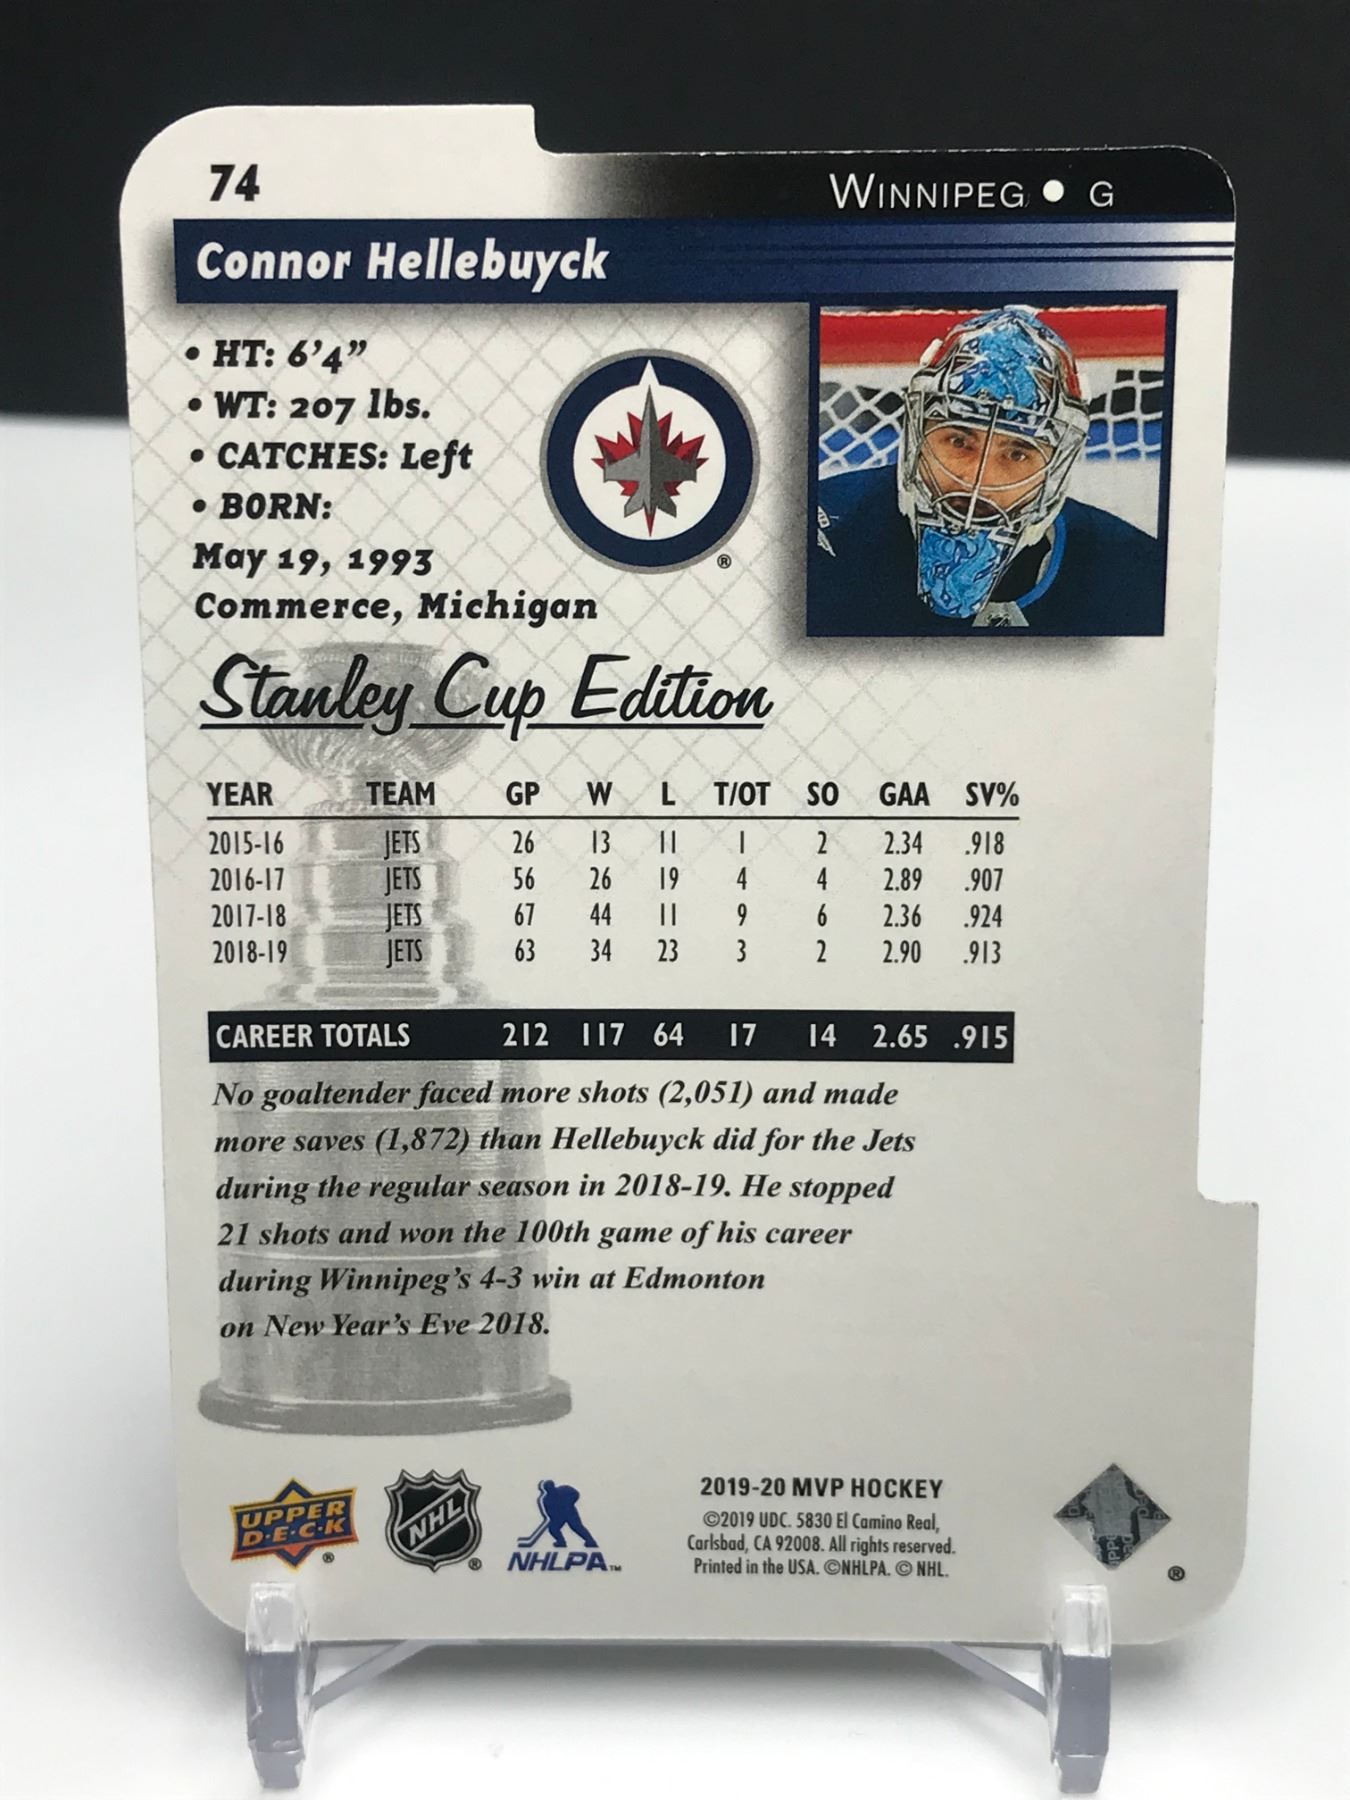 74
WINNIPEG • G
Connor Hellebuyck
• HT: 6'4”
• WT: 207 lbs.
• CATCHES: Left
• BORN:
May 19, 1993
Commerce, Michigan
®
Stanley Cup Edition
YEAR TEAM GP W L T/OT SO GAA SV%
2015-16 JETS 26 13 11 1 2 2.34 .918
2016-17 JETS 56 26 19 4 4 2.89 .907
2017-18 JETS 67 44 11 9 6 2.36 .924
2018-19 JETS 63 34 23 3 2 2.90 .913
CAREER TOTALS 212 117 64 17 14 2.65 .915
No goaltender faced more shots (2,051) and made
more saves (1,872) than Hellebuyck did for the Jets
during the regular season in 2018-19. He stopped
21 shots and won the 100th game of his career
during Winnipeg's 4-3 win at Edmonton
on New Year's Eve 2018.
UPPER
D·E·C·K
®
NHL
®
NHLPA™
2019-20 MVP HOCKEY
©2019 UDC. 5830 El Camino Real,
Carlsbad, CA 92008. All rights reserved.
Printed in the USA. ©NHLPA. © NHL.
®